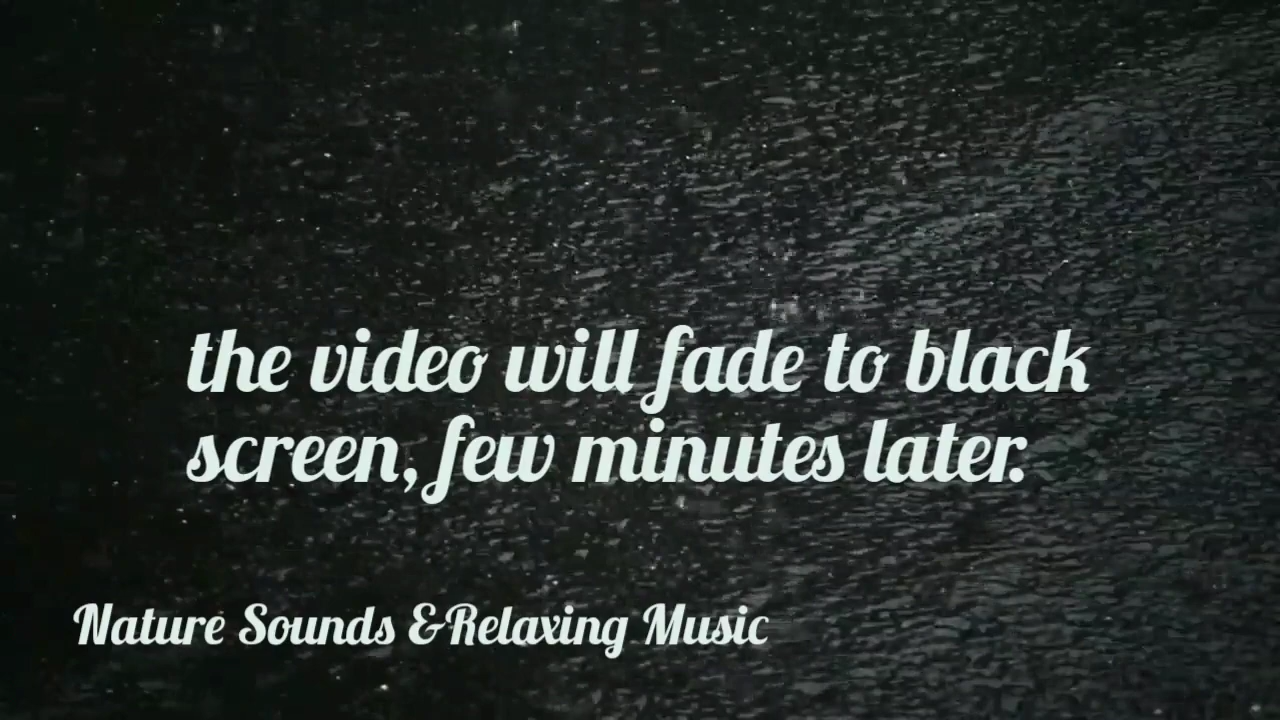 the video will fade to black
screen, few minutes later.
Nature Sounds &Relaxing Music